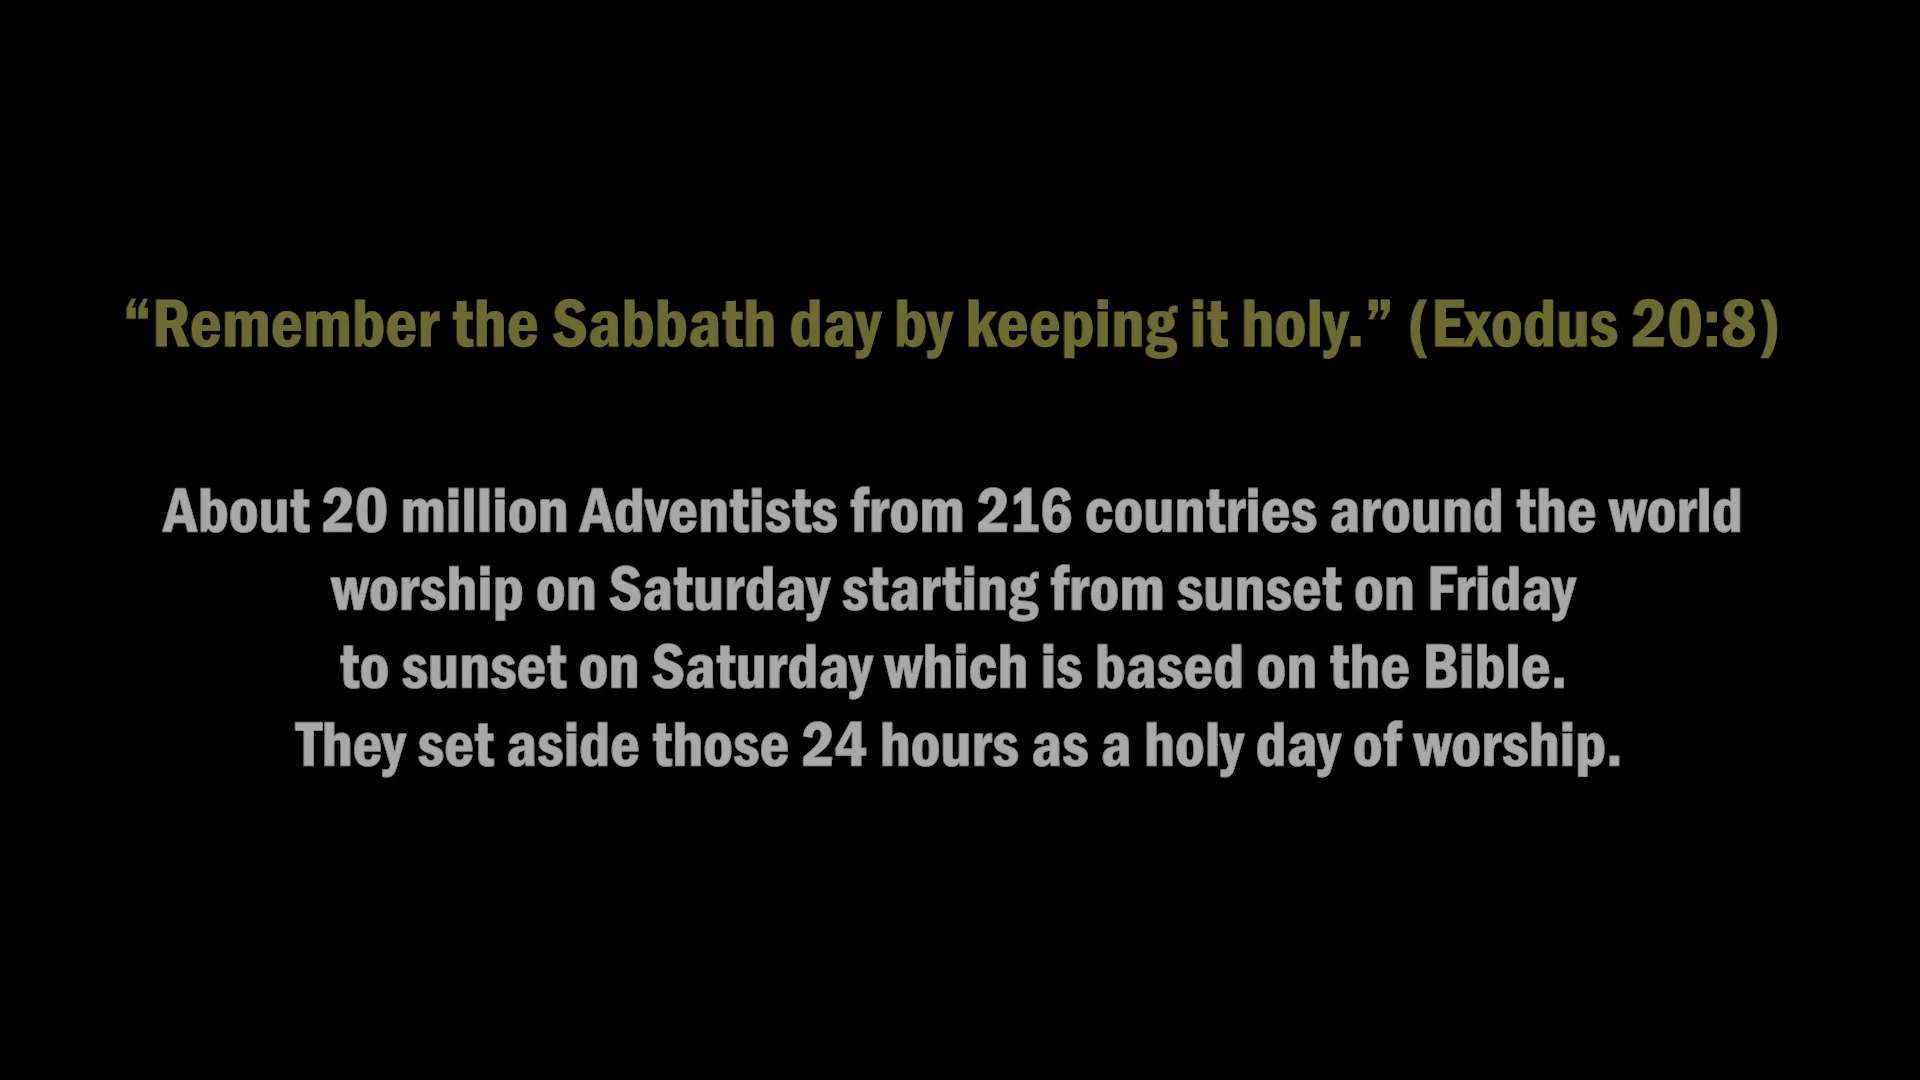 “Remember the Sabbath day by keeping it holy.” (Exodus 20:8)
About 20 million Adventists from 216 countries around the world
worship on Saturday starting from sunset on Friday
to sunset on Saturday which is based on the Bible.
They set aside those 24 hours as a holy day of worship.